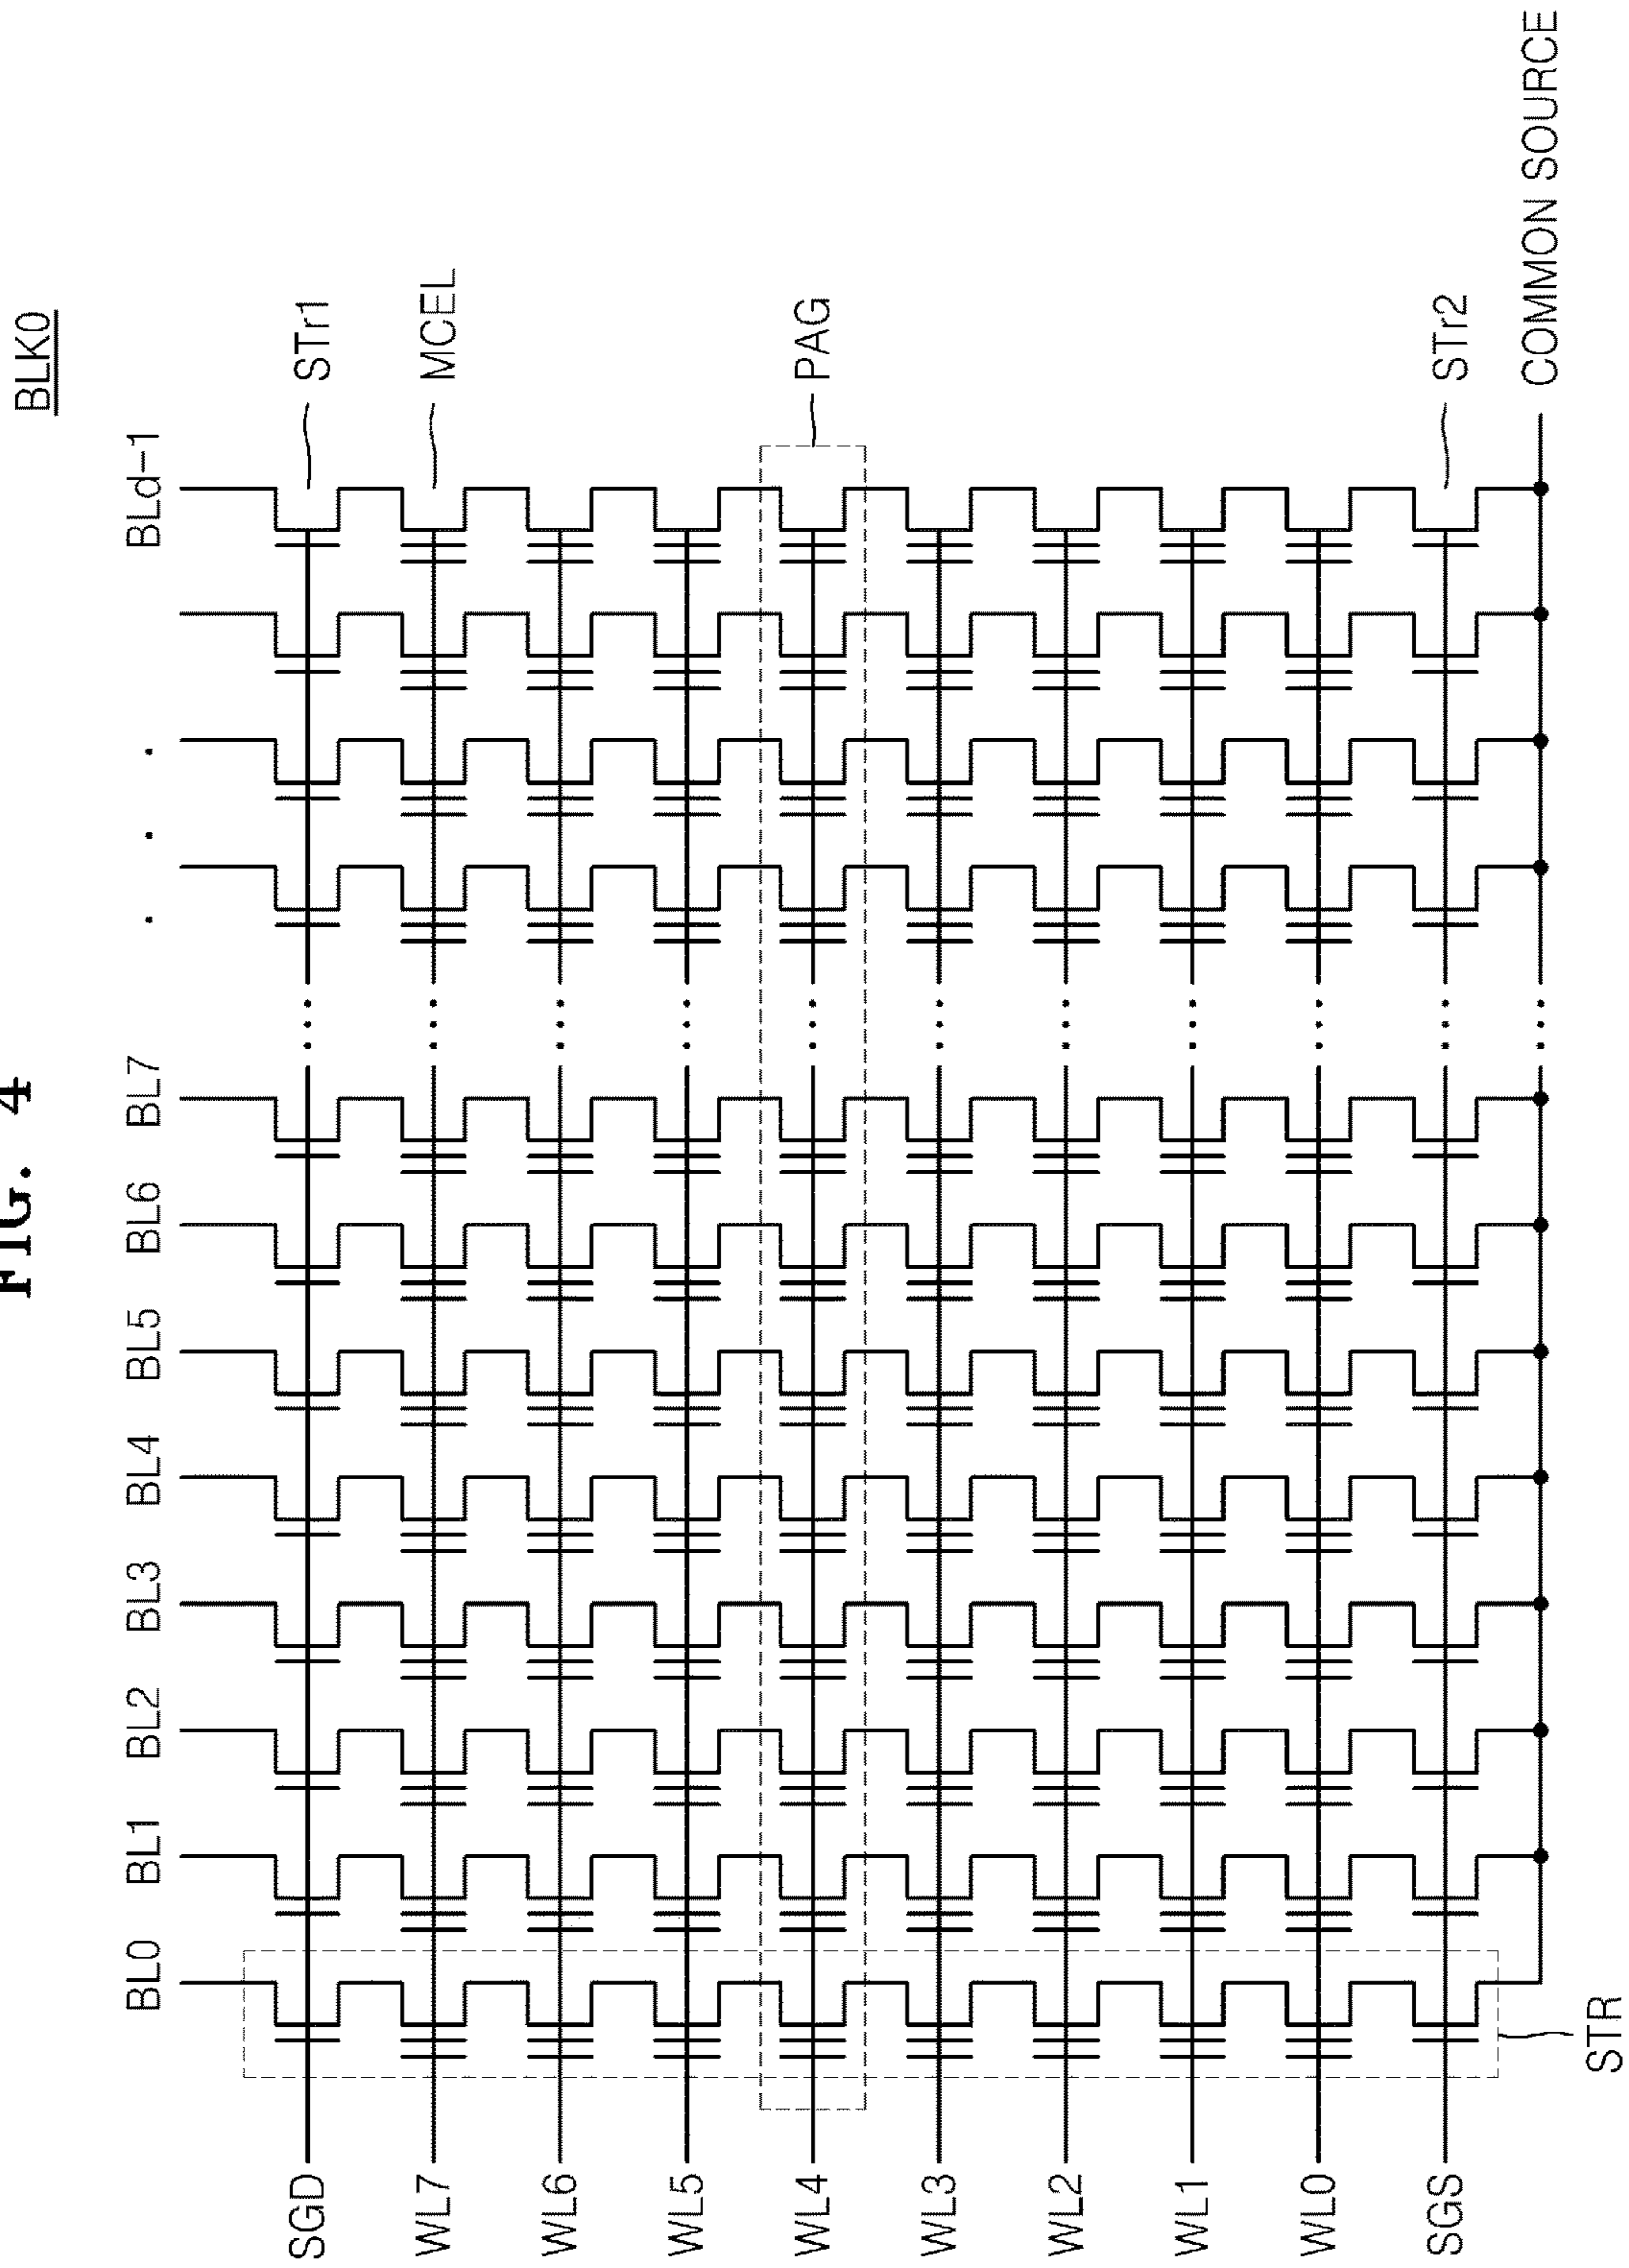 FIG. 4
BLK0
BL0 BL1 BL2 BL3 BL4 BL5 BL6 BL7 . . . BLd-1
SGD
STr1
WL7
MCEL
WL6
WL5
WL4
PAG
WL3
WL2
WL1
WL0
SGS
STr2
COMMON SOURCE
STR